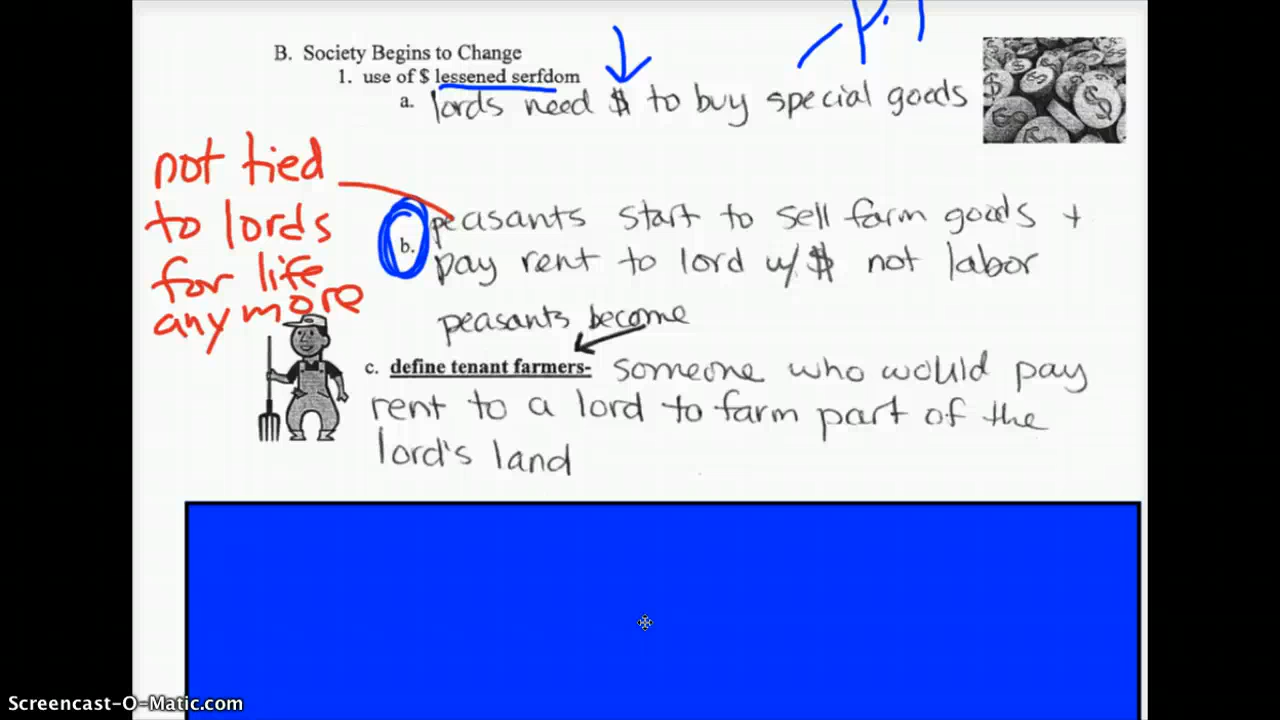 p.
B. Society Begins to Change
1. use of $ lessened serfdom
a. lords need $ to buy special goods
not tied
to lords
for life
anymore
b. peasants start to sell farm goods +
pay rent to lord w/ $ not labor
peasants become
c. define tenant farmers- someone who would pay
rent to a lord to farm part of the
lord's land
Screencast-O-Matic.com